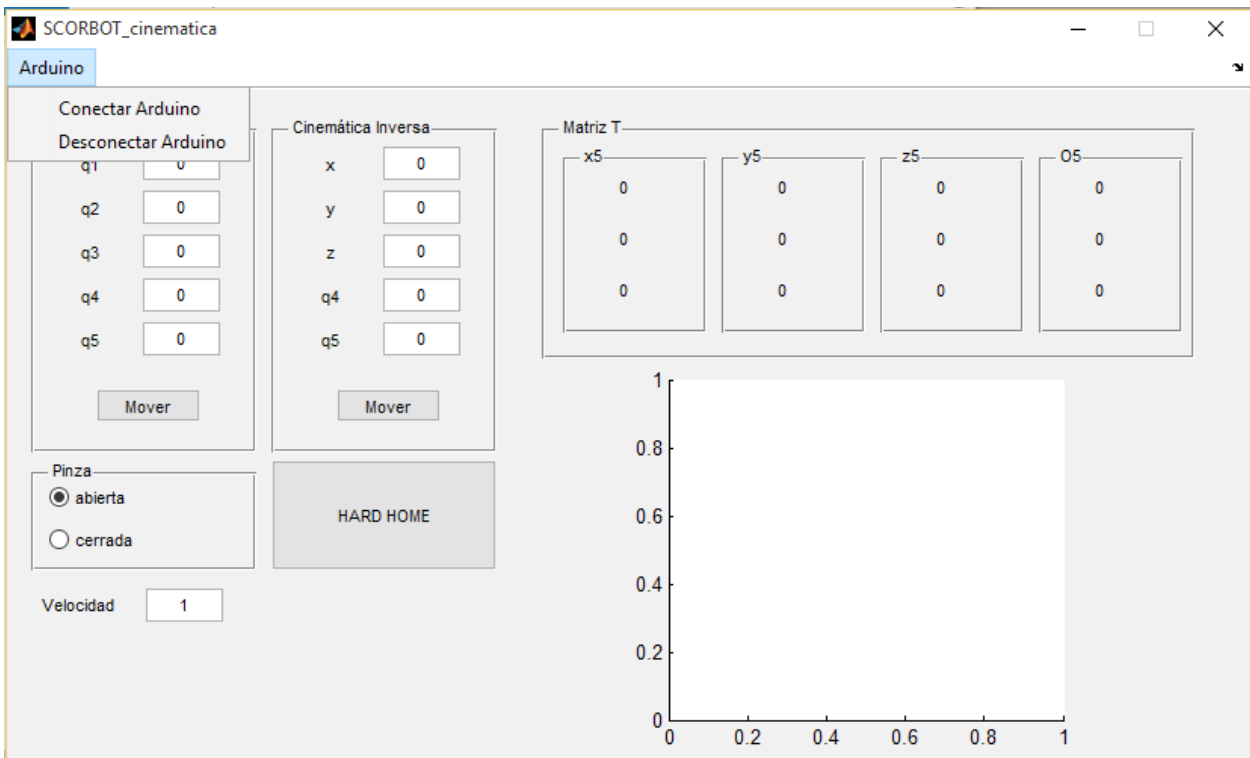 SCORBOT_cinematica
Arduino
Conectar Arduino
Desconectar Arduino
q1 0
q2 0
q3 0
q4 0
q5 0
Mover
Cinemática Inversa
x 0
y 0
z 0
q4 0
q5 0
Mover
Matriz T
x5 y5 z5 O5
0 0 0 0
0 0 0 0
0 0 0 0
Pinza
abierta
cerrada
HARD HOME
Velocidad 1
1
0.8
0.6
0.4
0.2
0
0 0.2 0.4 0.6 0.8 1